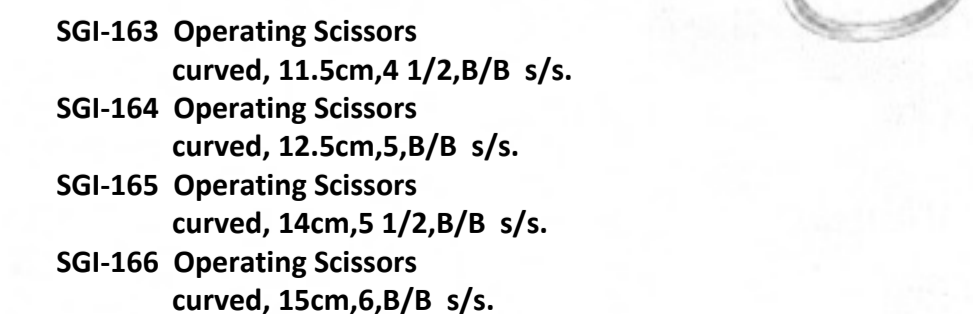 SGI-163 Operating Scissors
curved, 11.5cm,4 1/2,B/B s/s.
SGI-164 Operating Scissors
curved, 12.5cm,5,B/B s/s.
SGI-165 Operating Scissors
curved, 14cm,5 1/2,B/B s/s.
SGI-166 Operating Scissors
curved, 15cm,6,B/B s/s.